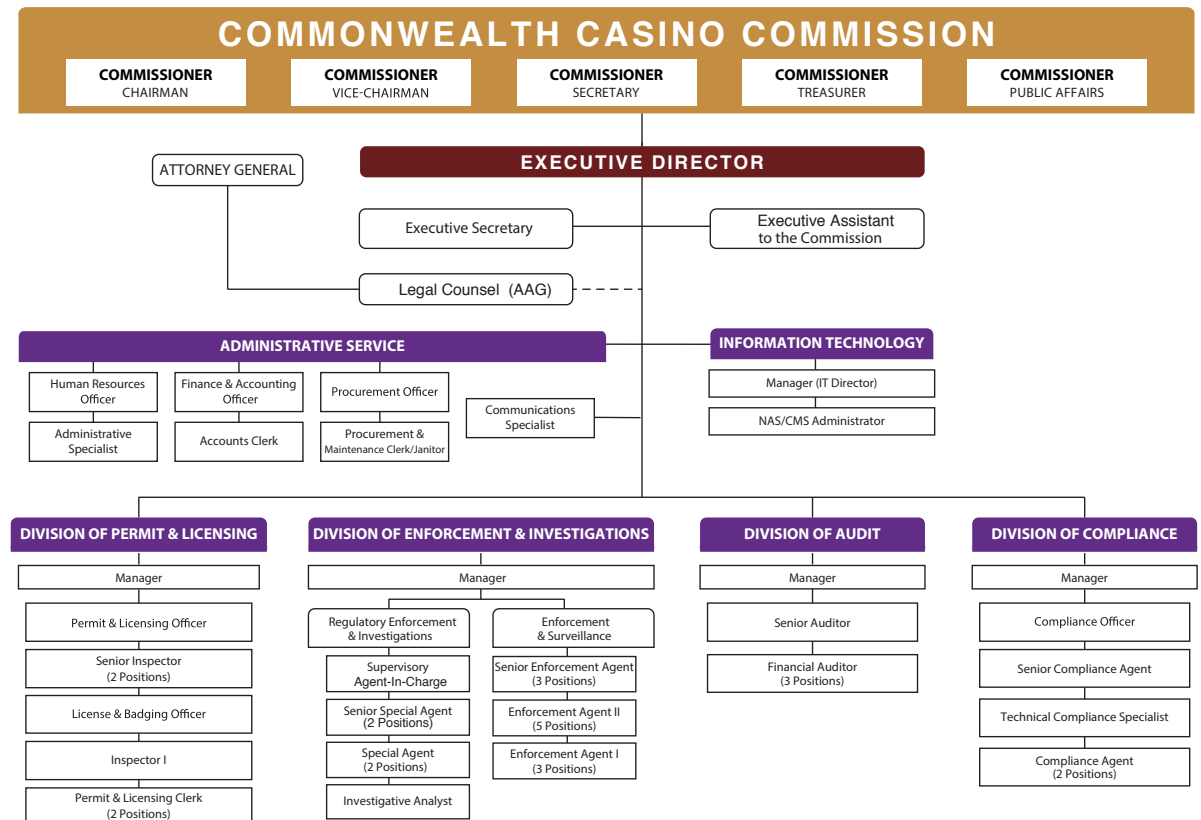 COMMONWEALTH CASINO COMMISSION
COMMISSIONER
CHAIRMAN
COMMISSIONER
VICE-CHAIRMAN
COMMISSIONER
SECRETARY
COMMISSIONER
TREASURER
COMMISSIONER
PUBLIC AFFAIRS
EXECUTIVE DIRECTOR
ATTORNEY GENERAL
Executive Secretary
Executive Assistant
to the Commission
Legal Counsel (AAG)
ADMINISTRATIVE SERVICE
INFORMATION TECHNOLOGY
Human Resources
Officer
Finance & Accounting
Officer
Procurement Officer
Manager (IT Director)
Administrative
Specialist
Accounts Clerk
Procurement &
Maintenance Clerk/Janitor
Communications
Specialist
NAS/CMS Administrator
DIVISION OF PERMIT & LICENSING
Manager
Permit & Licensing Officer
Senior Inspector
(2 Positions)
License & Badging Officer
Inspector I
Permit & Licensing Clerk
(2 Positions)
DIVISION OF ENFORCEMENT & INVESTIGATIONS
Manager
Regulatory Enforcement
& Investigations
Supervisory
Agent-In-Charge
Senior Special Agent
(2 Positions)
Special Agent
(2 Positions)
Investigative Analyst
Enforcement
& Surveillance
Senior Enforcement Agent
(3 Positions)
Enforcement Agent II
(5 Positions)
Enforcement Agent I
(3 Positions)
DIVISION OF AUDIT
Manager
Senior Auditor
Financial Auditor
(3 Positions)
DIVISION OF COMPLIANCE
Manager
Compliance Officer
Senior Compliance Agent
Technical Compliance Specialist
Compliance Agent
(2 Positions)